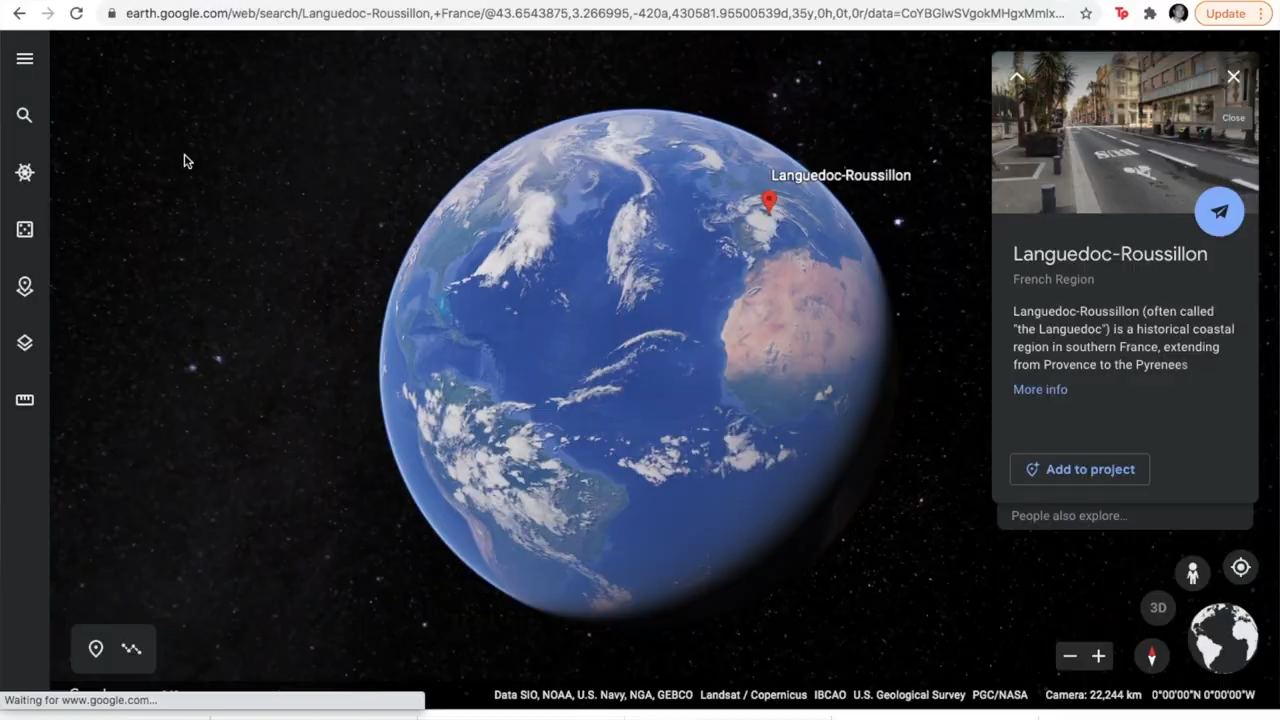 earth.google.com/web/search/Languedoc-Roussillon,+France/@43.6543875,3.266995,-420a,430581.95500539d,35y,0h,0t,0r/data=CoYBGlwSVgokMHgxMmIx...
Tp
Update
Close
BUS
Languedoc-Roussillon
Languedoc-Roussillon
French Region
Languedoc-Roussillon (often called
"the Languedoc") is a historical coastal
region in southern France, extending
from Provence to the Pyrenees
More info
Add to project
People also explore...
3D
Waiting for www.google.com...
Data SIO, NOAA, U.S. Navy, NGA, GEBCO Landsat / Copernicus IBCAO U.S. Geological Survey PGC/NASA Camera: 22,244 km 0°00'00"N 0°00'00"W